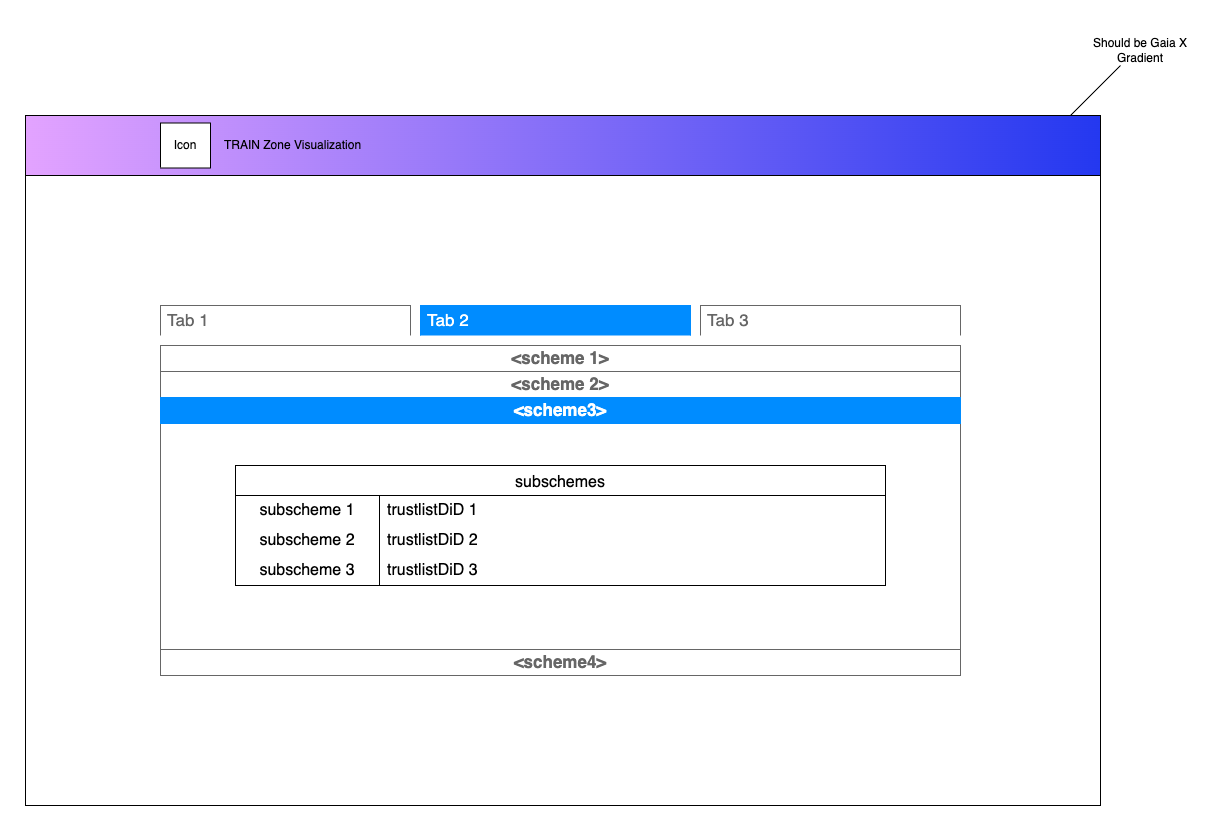 Should be Gaia X
Gradient
Icon
TRAIN Zone Visualization
Tab 1
Tab 2
Tab 3
<scheme 1>
<scheme 2>
<scheme3>
subschemes
subscheme 1
trustlistDiD 1
subscheme 2
trustlistDiD 2
subscheme 3
trustlistDiD 3
<scheme4>